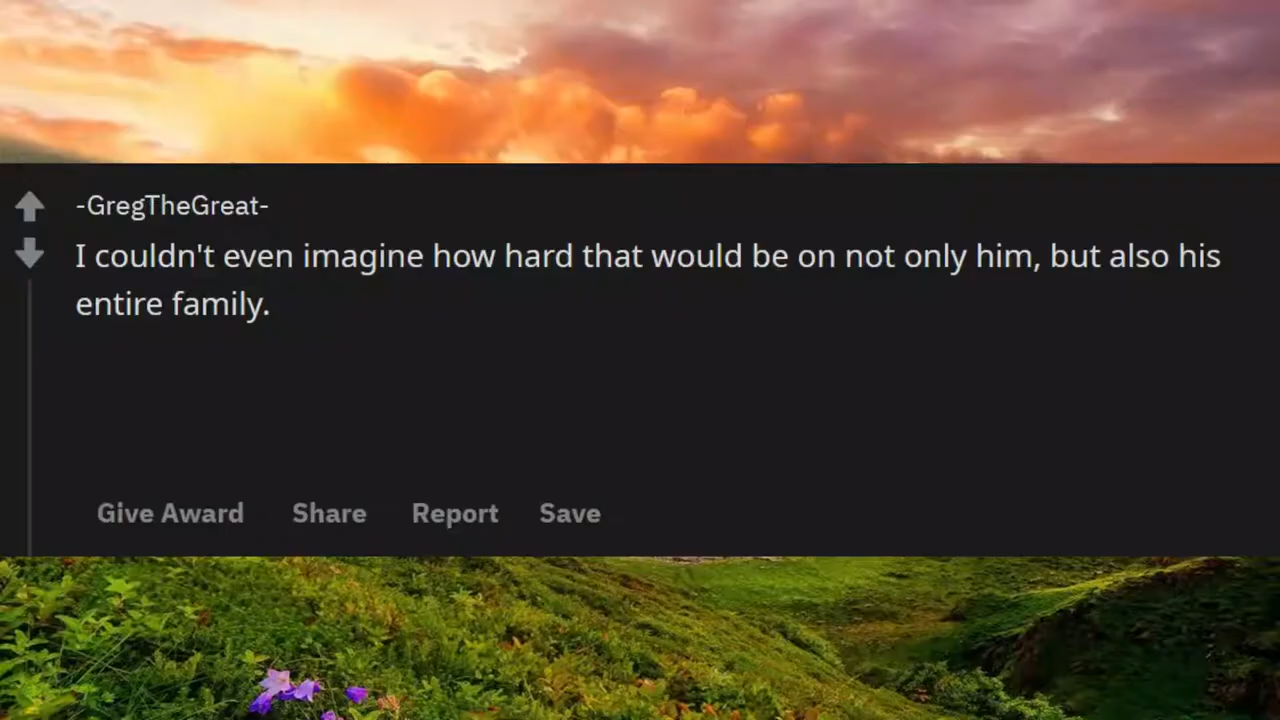 -GregTheGreat-
I couldn't even imagine how hard that would be on not only him, but also his
entire family.
Give Award Share Report Save